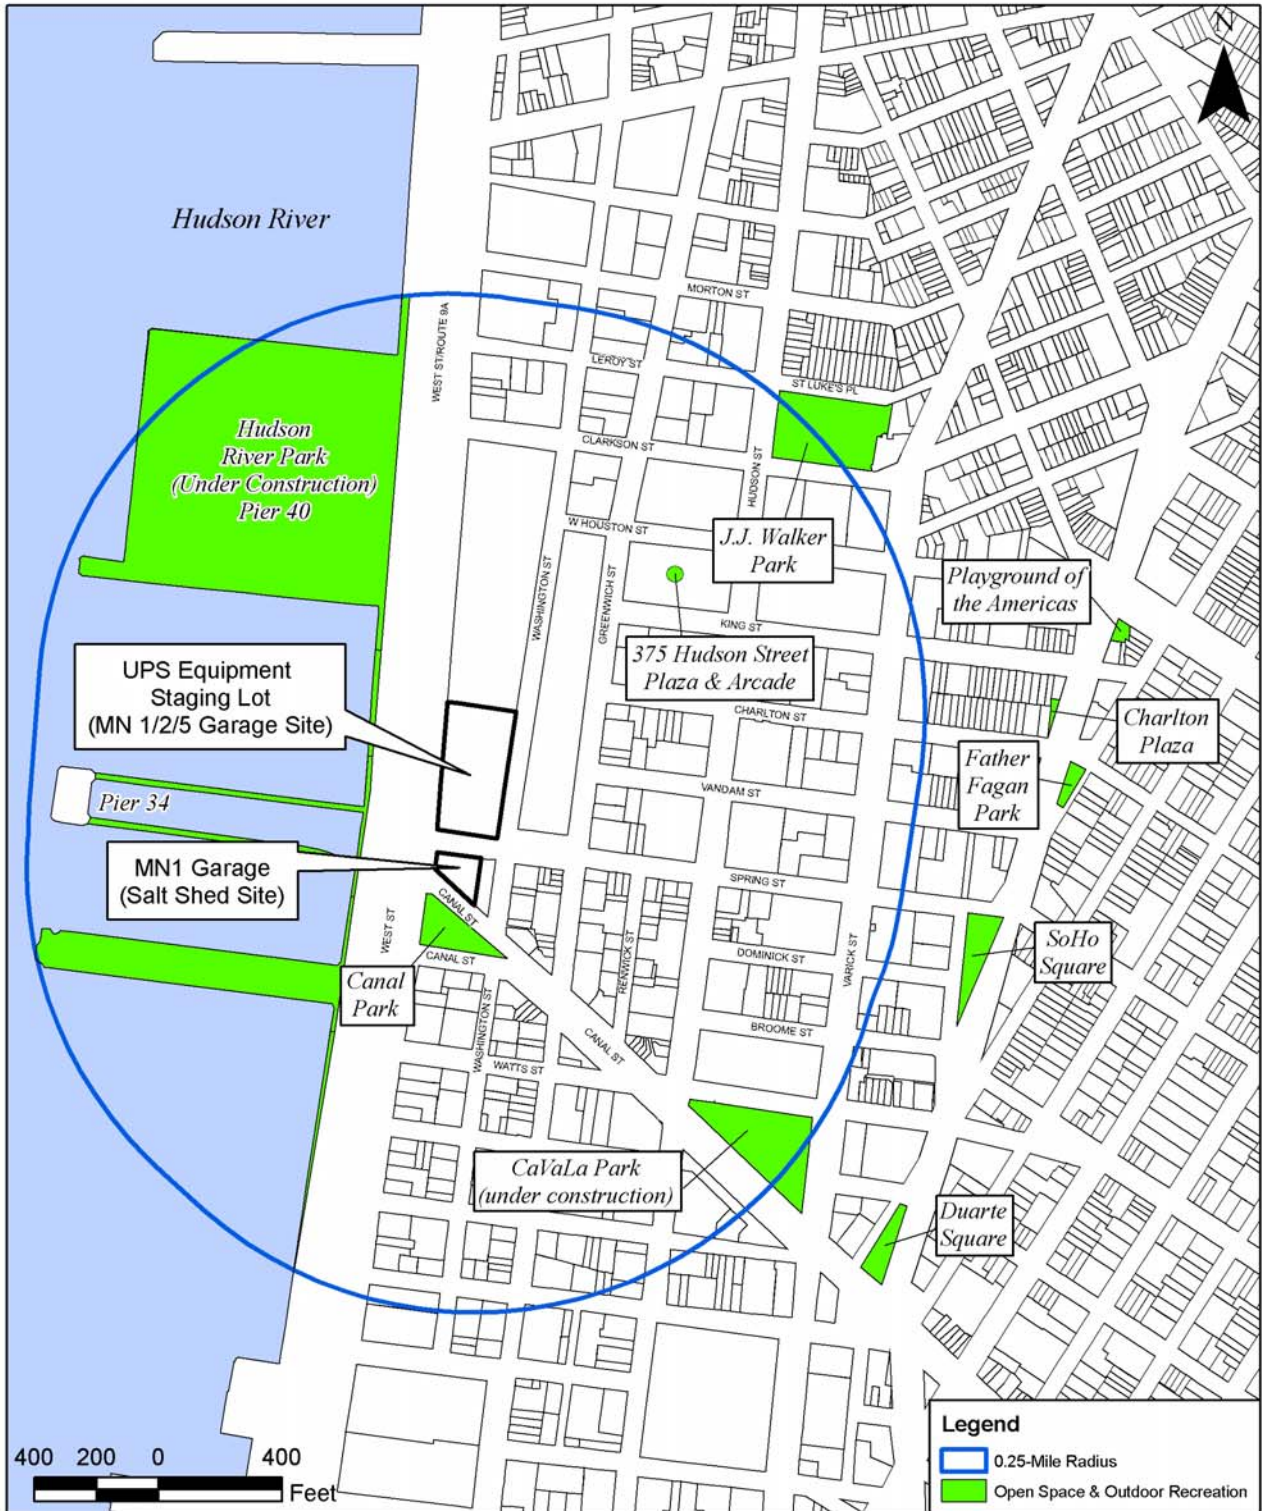 N
Hudson River
MORTON ST
WEST ST/ROUTE 9A
LEROY ST
ST LUKE'S PL
Hudson
River Park
(Under Construction)
Pier 40
CLARKSON ST
HUDSON ST
W HOUSTON ST
J.J. Walker
Park
WASHINGTON ST
GREENWICH ST
Playground of
the Americas
KING ST
375 Hudson Street
Plaza & Arcade
UPS Equipment
Staging Lot
(MN 1/2/5 Garage Site)
CHARLTON ST
Charlton
Plaza
Father
Fagan
Park
VANDAM ST
Pier 34
MN1 Garage
(Salt Shed Site)
SPRING ST
CANAL ST
WEST ST
RENWICK ST
VARICK ST
SoHo
Square
DOMINICK ST
CANAL ST
Canal
Park
WASHINGTON ST
BROOME ST
CANAL ST
WATTS ST
CaVaLa Park
(under construction)
Duarte
Square
Legend
0.25-Mile Radius
Open Space & Outdoor Recreation
400 200 0 400
Feet